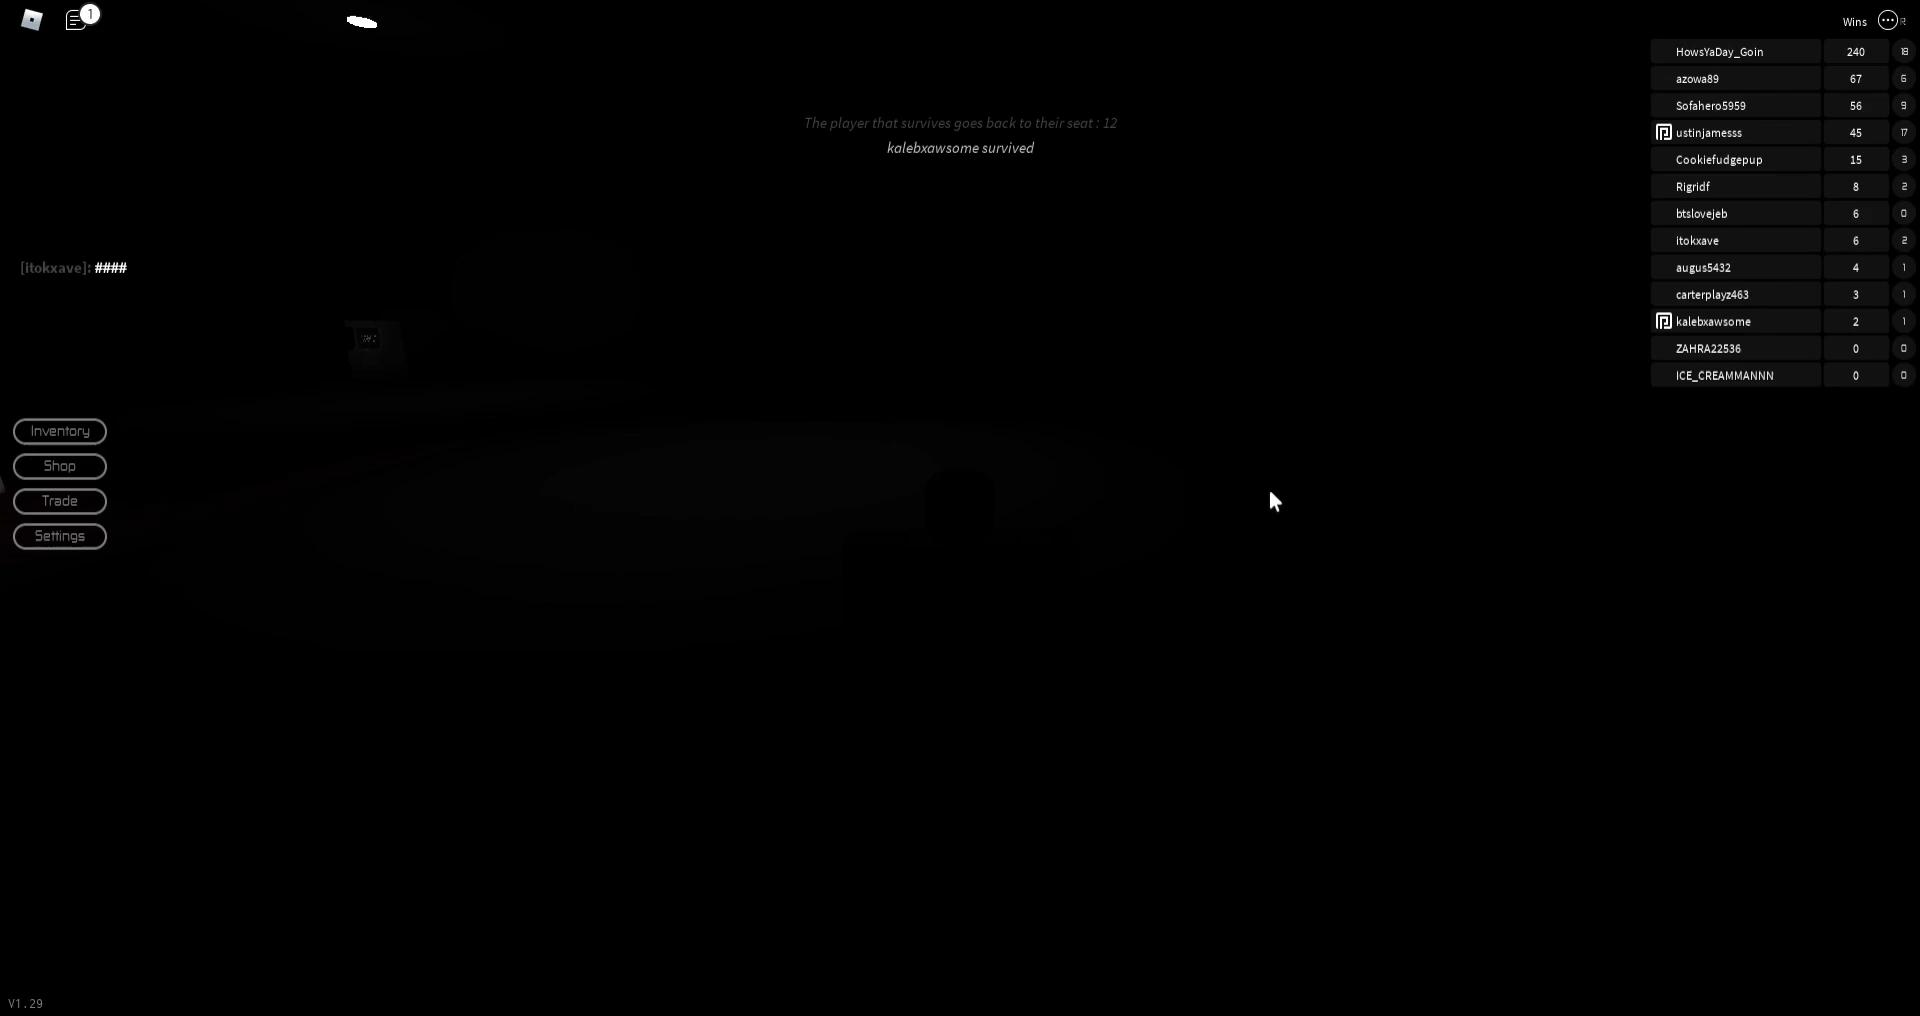 1
Wins
The player that survives goes back to their seat : 12
kalebxawsome survived
HowsYaDay_Goin 240 18
azowa89 67 6
Sofahero5959 56 9
ustinjamesss 45 17
Cookiefudgepup 15 3
Rigridf 8 2
btslovejeb 6 0
itokxave 6 2
augus5432 4 1
carterplayz463 3 1
kalebxawsome 2 1
ZAHRA22536 0 0
ICE_CREAMMANNN 0 0
[itokxave]: ####
Inventory
Shop
Trade
Settings
V1.29